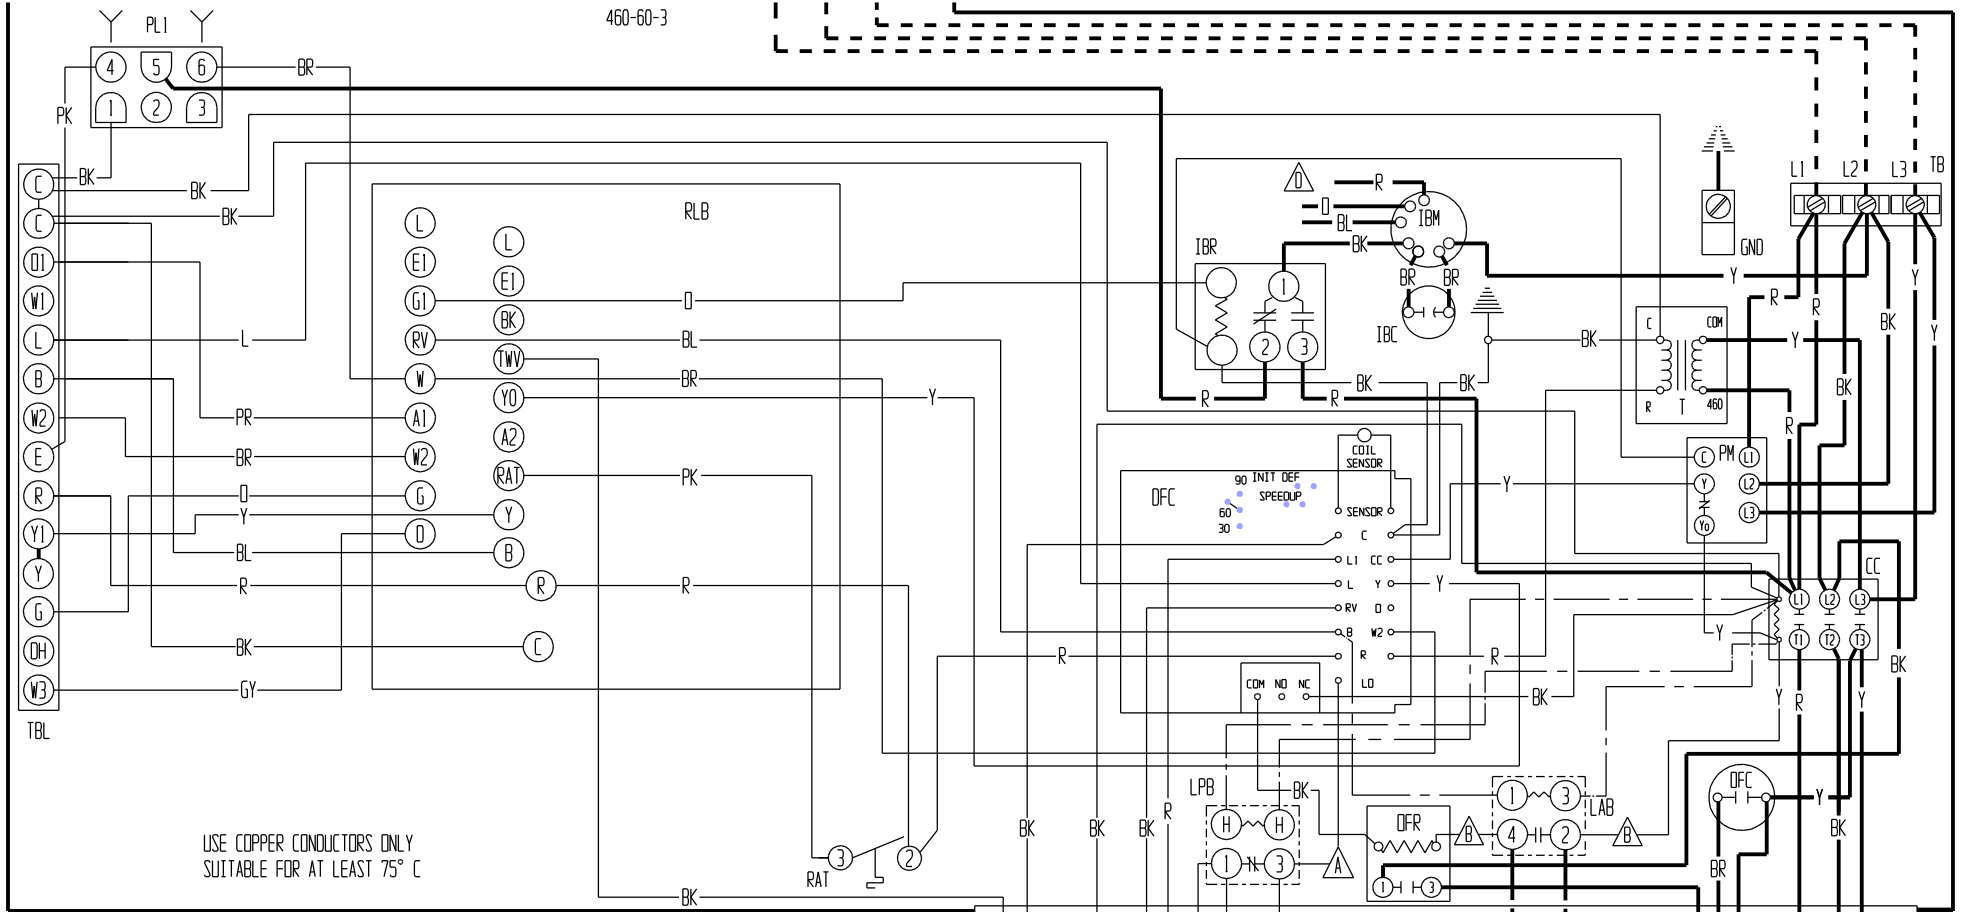 460-60-3
PL1
4 5 6
1 2 3
BR
PK
BK
BK
BK
C
C
O1
W1
L
B
W2
E
R
Y1
Y
G
OH
W3
TBL
L
PR
BR
O
Y
BL
R
BK
GY
RLB
L
E1
G1
RV
W
A1
W2
G
O
L
E1
BK
TWV
YO
A2
RAT
Y
B
R
C
O
BL
BR
Y
PK
R
BK
R
3
2
RAT
USE COPPER CONDUCTORS ONLY
SUITABLE FOR AT LEAST 75° C
D
R
O
BL
BK
IBM
BR
BR
IBC
IBR
1
2 3
R
R
BK
BK
BK
Y
GND
L1 L2 L3 TB
R
R
BK
BK
Y
Y
C COM
R T 460
Y
R
C PM L1
Y L2
Yo L3
Y
DFC
90 INIT DEF
SPEEDUP
60
30
COIL
SENSOR
SENSOR
C
L1 CC
L Y
RV O
B W2
R
LO
COM NO NC
Y
R
BK
CC
L1 L2 L3
T1 T2 T3
Y
Y
R
Y
BK
BK
BK
BK
R
BK
LPB
H H
1 3
A
OFR
1 3
B
1 3
LAB
4 2
B
OFC
Y
BR
BK